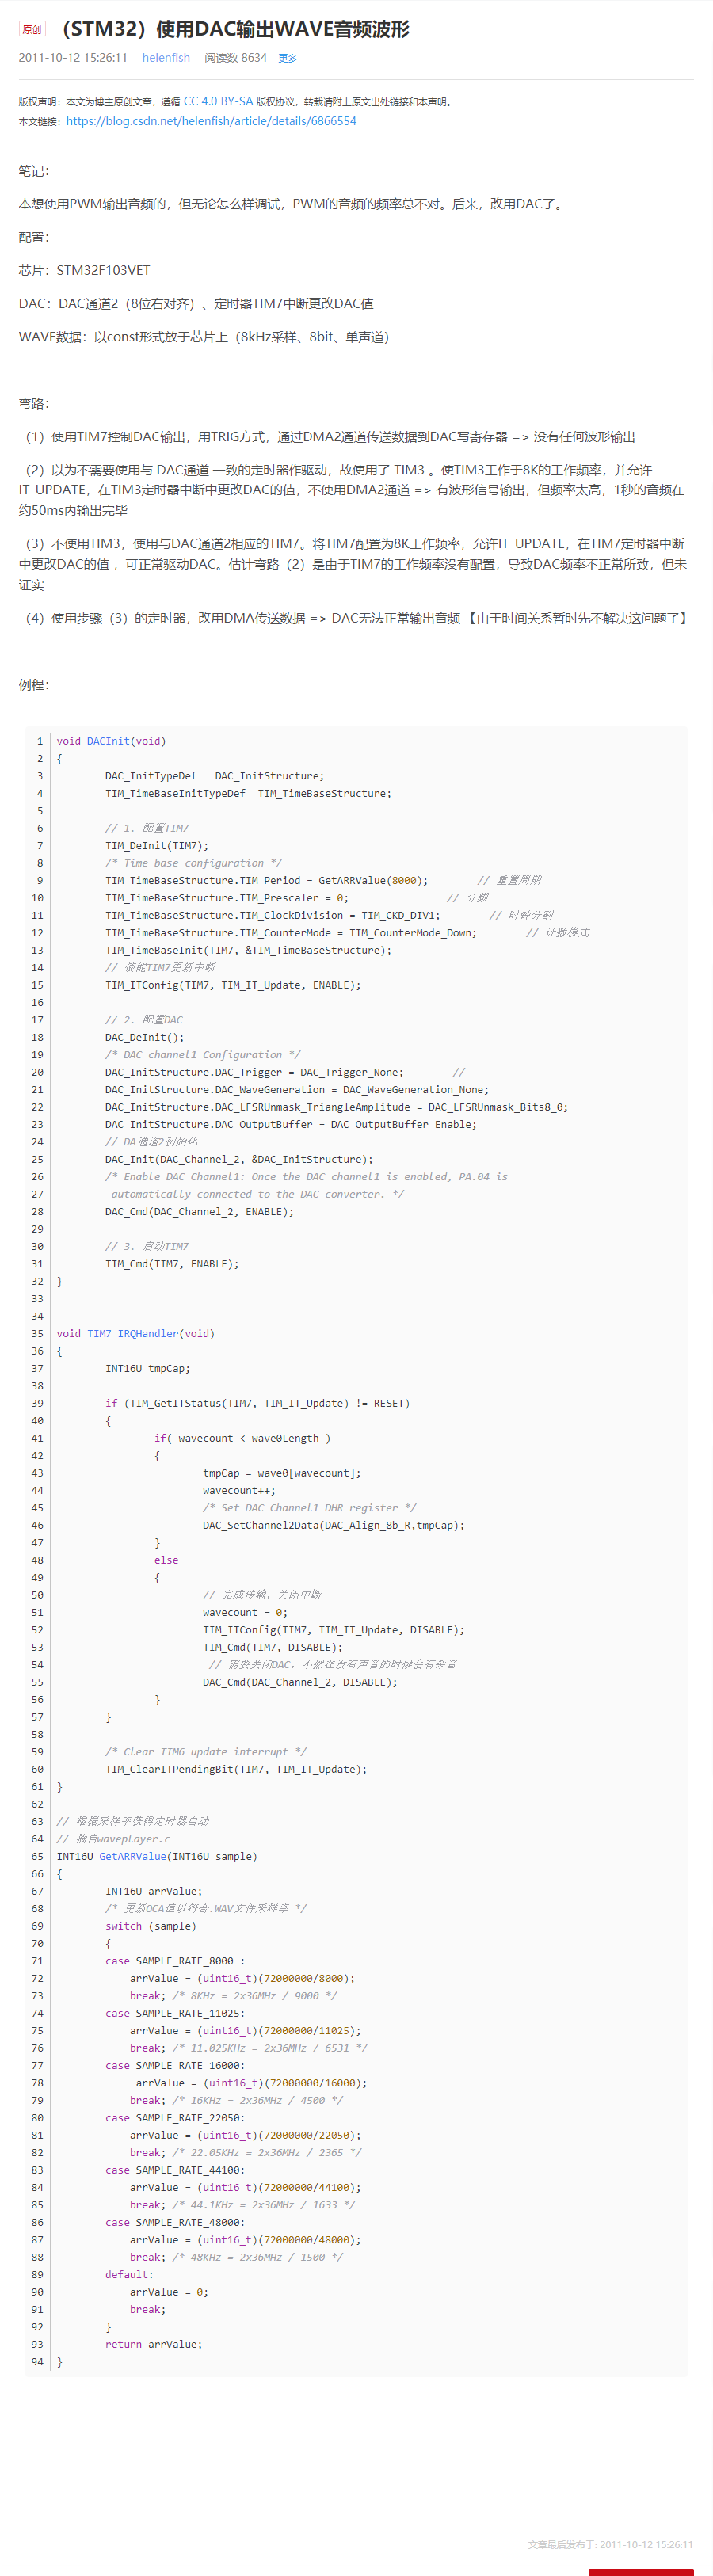 原创 （STM32）使用DAC输出WAVE音频波形
2011-10-12 15:26:11 helenfish 阅读数 8634 更多
版权声明：本文为博主原创文章，遵循 CC 4.0 BY-SA 版权协议，转载请附上原文出处链接和本声明。
本文链接：https://blog.csdn.net/helenfish/article/details/6866554
笔记：
本想使用PWM输出音频的，但无论怎么样调试，PWM的音频的频率总不对。后来，改用DAC了。
配置：
芯片：STM32F103VET
DAC：DAC通道2（8位右对齐）、定时器TIM7中断更改DAC值
WAVE数据：以const形式放于芯片上（8kHz采样、8bit、单声道）
弯路：
（1）使用TIM7控制DAC输出，用TRIG方式，通过DMA2通道传送数据到DAC写寄存器 => 没有任何波形输出
（2）以为不需要使用与 DAC通道 一致的定时器作驱动，故使用了 TIM3 。使TIM3工作于8K的工作频率，并允许
IT_UPDATE，在TIM3定时器中断中更改DAC的值，不使用DMA2通道 => 有波形信号输出，但频率太高，1秒的音频在
约50ms内输出完毕
（3）不使用TIM3，使用与DAC通道2相应的TIM7。将TIM7配置为8K工作频率，允许IT_UPDATE，在TIM7定时器中断
中更改DAC的值 ，可正常驱动DAC。估计弯路（2）是由于TIM7的工作频率没有配置，导致DAC频率不正常所致，但未
证实
（4）使用步骤（3）的定时器，改用DMA传送数据 => DAC无法正常输出音频 【由于时间关系暂时先不解决这问题了】
例程：
1 void DACInit(void)
2 {
3 DAC_InitTypeDef   DAC_InitStructure;
4 TIM_TimeBaseInitTypeDef  TIM_TimeBaseStructure;
5
6 // 1. 配置TIM7
7 TIM_DeInit(TIM7);
8 /* Time base configuration */
9 TIM_TimeBaseStructure.TIM_Period = GetARRValue(8000);        // 重置周期
10 TIM_TimeBaseStructure.TIM_Prescaler = 0;                // 分频
11 TIM_TimeBaseStructure.TIM_ClockDivision = TIM_CKD_DIV1;        // 时钟分割
12 TIM_TimeBaseStructure.TIM_CounterMode = TIM_CounterMode_Down;        // 计数模式
13 TIM_TimeBaseInit(TIM7, &TIM_TimeBaseStructure);
14 // 使能TIM7更新中断
15 TIM_ITConfig(TIM7, TIM_IT_Update, ENABLE);
16
17 // 2. 配置DAC
18 DAC_DeInit();
19 /* DAC channel1 Configuration */
20 DAC_InitStructure.DAC_Trigger = DAC_Trigger_None;        //
21 DAC_InitStructure.DAC_WaveGeneration = DAC_WaveGeneration_None;
22 DAC_InitStructure.DAC_LFSRUnmask_TriangleAmplitude = DAC_LFSRUnmask_Bits8_0;
23 DAC_InitStructure.DAC_OutputBuffer = DAC_OutputBuffer_Enable;
24 // DA通道2初始化
25 DAC_Init(DAC_Channel_2, &DAC_InitStructure);
26 /* Enable DAC Channel1: Once the DAC channel1 is enabled, PA.04 is
27 automatically connected to the DAC converter. */
28 DAC_Cmd(DAC_Channel_2, ENABLE);
29
30 // 3. 启动TIM7
31 TIM_Cmd(TIM7, ENABLE);
32 }
33
34
35 void TIM7_IRQHandler(void)
36 {
37 INT16U tmpCap;
38
39 if (TIM_GetITStatus(TIM7, TIM_IT_Update) != RESET)
40 {
41 if( wavecount < wave0Length )
42 {
43 tmpCap = wave0[wavecount];
44 wavecount++;
45 /* Set DAC Channel1 DHR register */
46 DAC_SetChannel2Data(DAC_Align_8b_R,tmpCap);
47 }
48 else
49 {
50 // 完成传输，关闭中断
51 wavecount = 0;
52 TIM_ITConfig(TIM7, TIM_IT_Update, DISABLE);
53 TIM_Cmd(TIM7, DISABLE);
54 // 需要关闭DAC，不然在没有声音的时候会有杂音
55 DAC_Cmd(DAC_Channel_2, DISABLE);
56 }
57 }
58
59 /* Clear TIM6 update interrupt */
60 TIM_ClearITPendingBit(TIM7, TIM_IT_Update);
61 }
62
63 // 根据采样率获得定时器自动
64 // 摘自waveplayer.c
65 INT16U GetARRValue(INT16U sample)
66 {
67 INT16U arrValue;
68 /* 更新OCA值以符合.WAV文件采样率 */
69 switch (sample)
70 {
71 case SAMPLE_RATE_8000 :
72 arrValue = (uint16_t)(72000000/8000);
73 break; /* 8KHz = 2x36MHz / 9000 */
74 case SAMPLE_RATE_11025:
75 arrValue = (uint16_t)(72000000/11025);
76 break; /* 11.025KHz = 2x36MHz / 6531 */
77 case SAMPLE_RATE_16000:
78 arrValue = (uint16_t)(72000000/16000);
79 break; /* 16KHz = 2x36MHz / 4500 */
80 case SAMPLE_RATE_22050:
81 arrValue = (uint16_t)(72000000/22050);
82 break; /* 22.05KHz = 2x36MHz / 2365 */
83 case SAMPLE_RATE_44100:
84 arrValue = (uint16_t)(72000000/44100);
85 break; /* 44.1KHz = 2x36MHz / 1633 */
86 case SAMPLE_RATE_48000:
87 arrValue = (uint16_t)(72000000/48000);
88 break; /* 48KHz = 2x36MHz / 1500 */
89 default:
90 arrValue = 0;
91 break;
92 }
93 return arrValue;
94 }
文章最后发布于: 2011-10-12 15:26:11